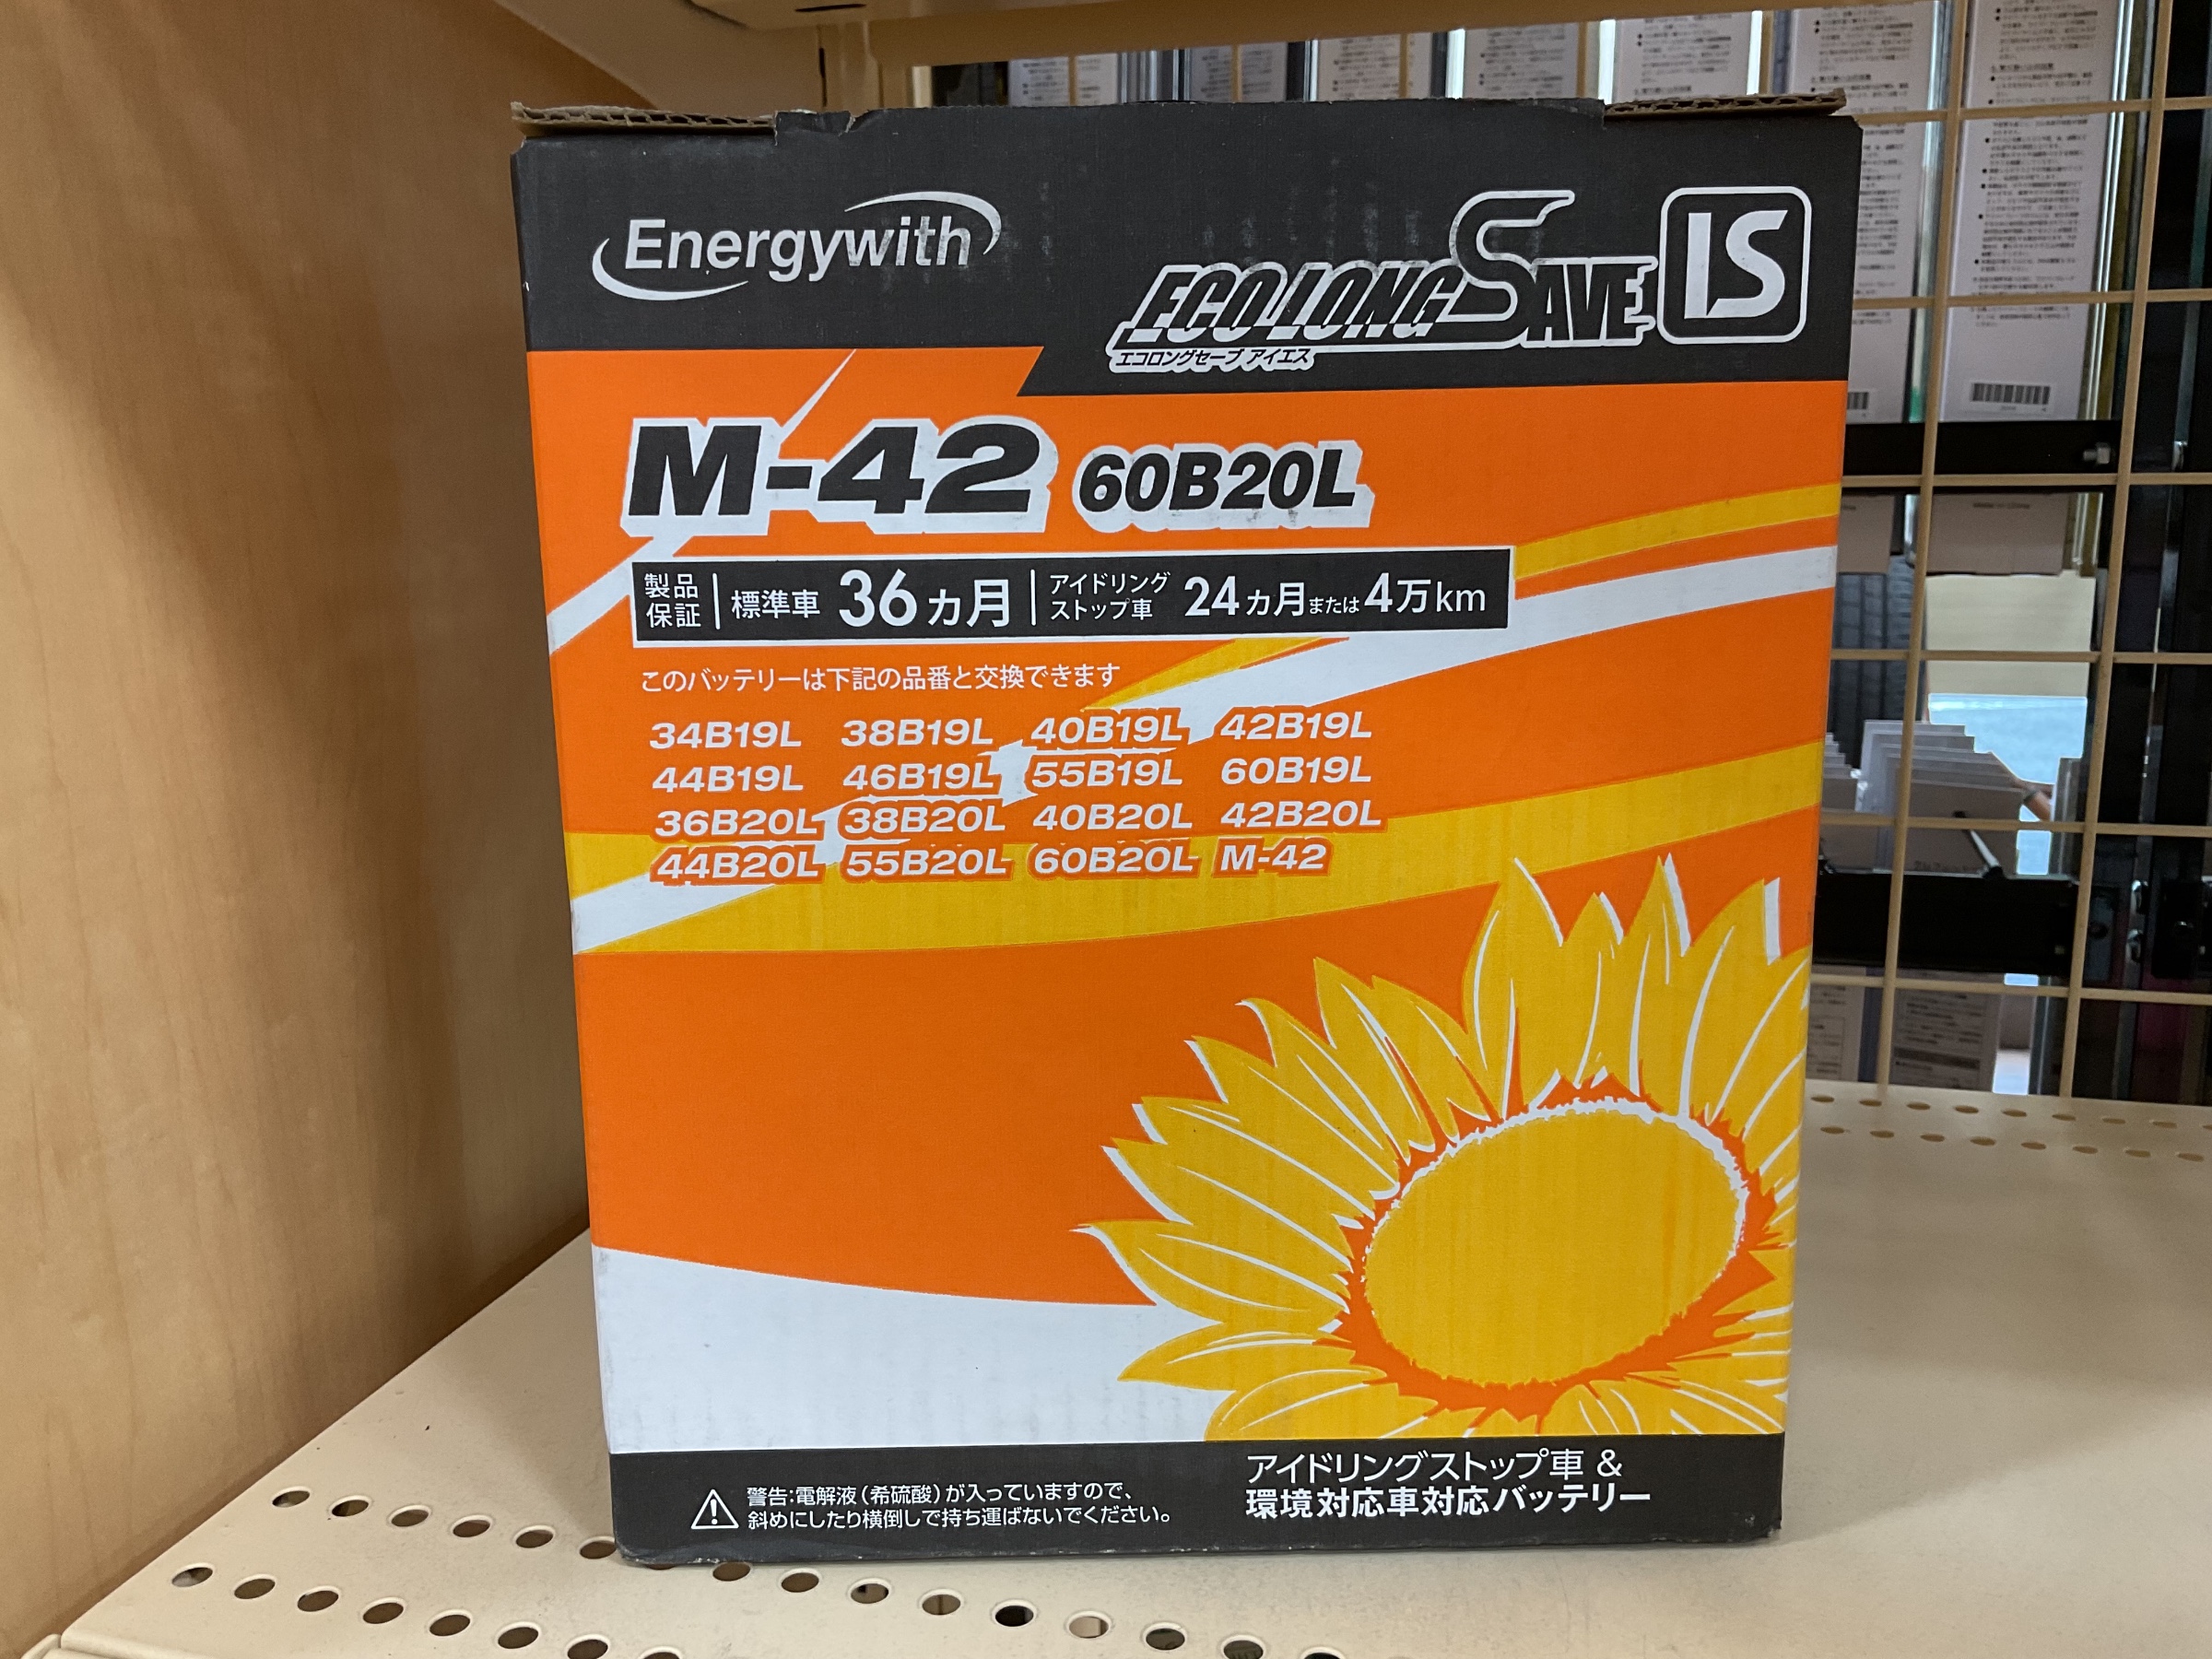 Energywith
ECO LONG SAVE IS
エコロングセーブ アイエス
M-42 60B20L
製品保証 標準車 36ヵ月 アイドリングストップ車 24ヵ月または4万km
このバッテリーは下記の品番と交換できます
34B19L 38B19L 40B19L 42B19L
44B19L 46B19L 55B19L 60B19L
36B20L 38B20L 40B20L 42B20L
44B20L 55B20L 60B20L M-42
警告:電解液(希硫酸)が入っていますので、
斜めにしたり横倒しで持ち運ばないでください。
アイドリングストップ車 &
環境対応車対応バッテリー